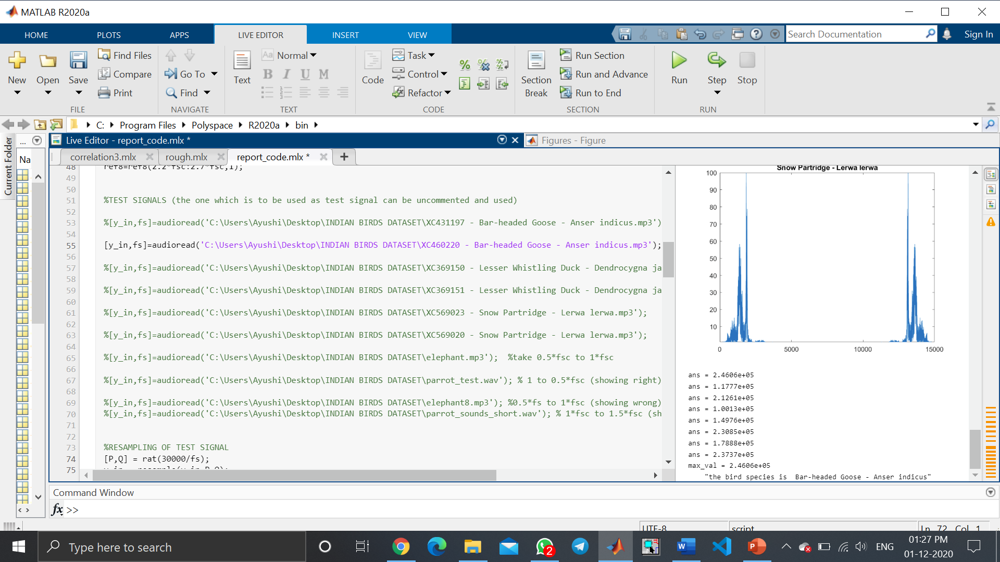 MATLAB R2020a
HOME PLOTS APPS LIVE EDITOR INSERT VIEW Search Documentation Sign In
New Open Save Find Files Compare Print Go To Find
FILE NAVIGATE
Text Aa Normal B I U M
TEXT
Code Task Control Refactor
CODE
Section Break Run Section Run and Advance Run to End
SECTION
Run Step Stop
RUN
C: Program Files Polyspace R2020a bin
Current Folder
... Na
Live Editor - report_code.mlx *
Figures - Figure
correlation3.mlx rough.mlx report_code.mlx * +
48 ref8=ref8(2.2*fsc:2.7*fsc,1);
49
50
51 %TEST SIGNALS (the one which is to be used as test signal can be uncommented and used)
52
53 %[y_in,fs]=audioread('C:\Users\Ayushi\Desktop\INDIAN BIRDS DATASET\XC431197 - Bar-headed Goose - Anser indicus.mp3')
54
55 [y_in,fs]=audioread('C:\Users\Ayushi\Desktop\INDIAN BIRDS DATASET\XC460220 - Bar-headed Goose - Anser indicus.mp3');
56
57 %[y_in,fs]=audioread('C:\Users\Ayushi\Desktop\INDIAN BIRDS DATASET\XC369150 - Lesser Whistling Duck - Dendrocygna ja
58
59 %[y_in,fs]=audioread('C:\Users\Ayushi\Desktop\INDIAN BIRDS DATASET\XC369151 - Lesser Whistling Duck - Dendrocygna ja
60
61 %[y_in,fs]=audioread('C:\Users\Ayushi\Desktop\INDIAN BIRDS DATASET\XC569023 - Snow Partridge - Lerwa lerwa.mp3');
62
63 %[y_in,fs]=audioread('C:\Users\Ayushi\Desktop\INDIAN BIRDS DATASET\XC569020 - Snow Partridge - Lerwa lerwa.mp3');
64
65 %[y_in,fs]=audioread('C:\Users\Ayushi\Desktop\INDIAN BIRDS DATASET\elephant.mp3'); %take 0.5*fsc to 1*fsc
66
67 %[y_in,fs]=audioread('C:\Users\Ayushi\Desktop\INDIAN BIRDS DATASET\parrot_test.wav'); % 1 to 0.5*fsc (showing right)
68
69 %[y_in,fs]=audioread('C:\Users\Ayushi\Desktop\INDIAN BIRDS DATASET\elephant8.mp3'); %0.5*fs to 1*fsc (showing wrong)
70 %[y_in,fs]=audioread('C:\Users\Ayushi\Desktop\INDIAN BIRDS DATASET\parrot_sounds_short.wav'); % 1*fsc to 1.5*fsc (sh
71
72
73 %RESAMPLING OF TEST SIGNAL
74 [P,Q] = rat(30000/fs);
75
Snow Partridge - Lerwa lerwa
100
90
80
70
60
50
40
30
20
10
0 5000 10000 15000
ans = 2.4606e+05
ans = 1.1777e+05
ans = 2.1261e+05
ans = 1.0013e+05
ans = 1.4976e+05
ans = 2.3085e+05
ans = 1.7888e+05
ans = 2.3737e+05
max_val = 2.4606e+05
"the bird species is  Bar-headed Goose - Anser indicus"
Command Window
fx >>
UTF-8 script Ln 72 Col 1
Type here to search
2
W
P
ENG
01:27 PM
01-12-2020